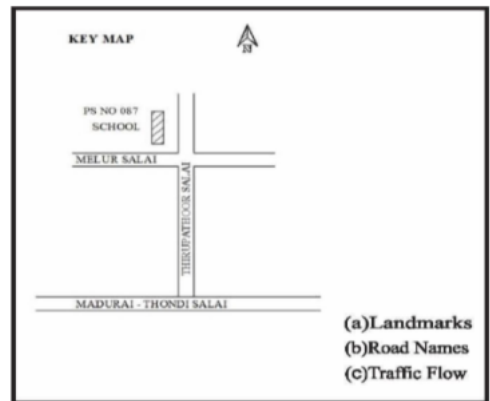 KEY MAP
N
PS NO 087
SCHOOL
MELUR SALAI
THIRUPATHOOR SALAI
MADURAI - THONDI SALAI
(a)Landmarks
(b)Road Names
(c)Traffic Flow